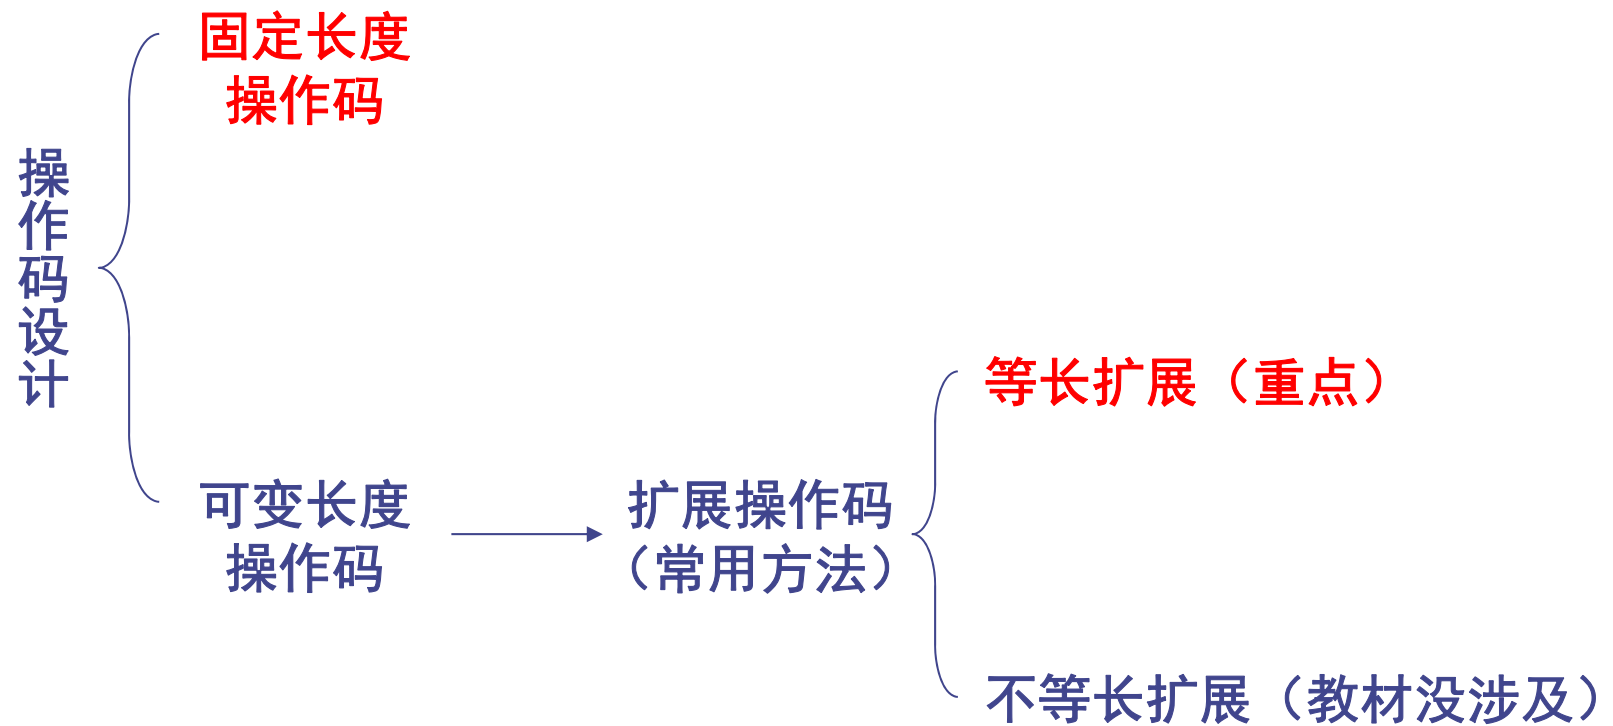 操作码设计
固定长度
操作码
可变长度
操作码
扩展操作码
（常用方法）
等长扩展（重点）
不等长扩展（教材没涉及）